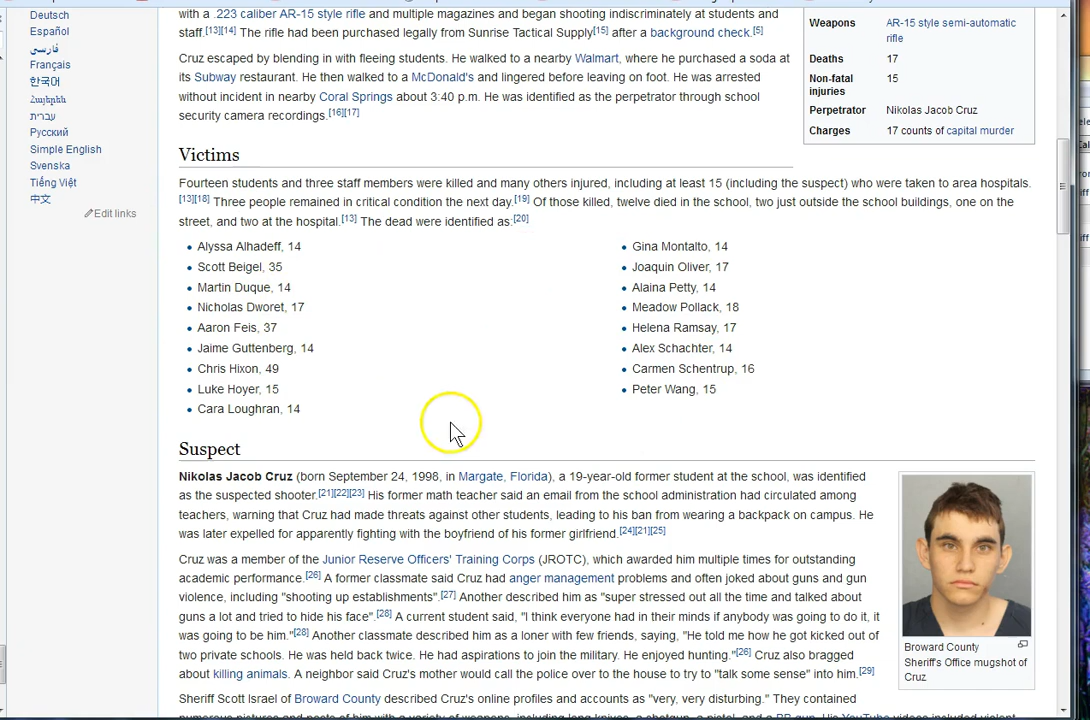 Deutsch
Español
فارسی
한국어
Հայերեն
עברית
Русский
Simple English
Svenska
Tiếng Việt
中文
Edit links
with a .223 caliber AR-15 style rifle and multiple magazines and began shooting indiscriminately at students and
staff.[13][14] The rifle had been purchased legally from Sunrise Tactical Supply[15] after a background check.[5]
Cruz escaped by blending in with fleeing students. He walked to a nearby Walmart, where he purchased a soda at
its Subway restaurant. He then walked to a McDonald's and lingered before leaving on foot. He was arrested
without incident in nearby Coral Springs about 3:40 p.m. He was identified as the perpetrator through school
security camera recordings.[16][17]
Weapons AR-15 style semi-automatic
rifle
Deaths 17
Non-fatal 15
injuries
Perpetrator Nikolas Jacob Cruz
Charges 17 counts of capital murder
Victims
Fourteen students and three staff members were killed and many others injured, including at least 15 (including the suspect) who were taken to area hospitals.
[13][18] Three people remained in critical condition the next day.[19] Of those killed, twelve died in the school, two just outside the school buildings, one on the
street, and two at the hospital.[13] The dead were identified as:[20]
• Alyssa Alhadeff, 14
• Scott Beigel, 35
• Martin Duque, 14
• Nicholas Dworet, 17
• Aaron Feis, 37
• Jaime Guttenberg, 14
• Chris Hixon, 49
• Luke Hoyer, 15
• Cara Loughran, 14
• Gina Montalto, 14
• Joaquin Oliver, 17
• Alaina Petty, 14
• Meadow Pollack, 18
• Helena Ramsay, 17
• Alex Schachter, 14
• Carmen Schentrup, 16
• Peter Wang, 15
Suspect
Nikolas Jacob Cruz (born September 24, 1998, in Margate, Florida), a 19-year-old former student at the school, was identified
as the suspected shooter.[21][22][23] His former math teacher said an email from the school administration had circulated among
teachers, warning that Cruz had made threats against other students, leading to his ban from wearing a backpack on campus. He
was later expelled for apparently fighting with the boyfriend of his former girlfriend.[24][21][25]
Cruz was a member of the Junior Reserve Officers' Training Corps (JROTC), which awarded him multiple times for outstanding
academic performance.[26] A former classmate said Cruz had anger management problems and often joked about guns and gun
violence, including "shooting up establishments".[27] Another described him as "super stressed out all the time and talked about
guns a lot and tried to hide his face".[28] A current student said, "I think everyone had in their minds if anybody was going to do it, it
was going to be him."[28] Another classmate described him as a loner with few friends, saying, "He told me how he got kicked out of
two private schools. He was held back twice. He had aspirations to join the military. He enjoyed hunting."[26] Cruz also bragged
about killing animals. A neighbor said Cruz's mother would call the police over to the house to try to "talk some sense" into him.[29]
Sheriff Scott Israel of Broward County described Cruz's online profiles and accounts as "very, very disturbing." They contained
Broward County
Sheriff's Office mugshot of
Cruz